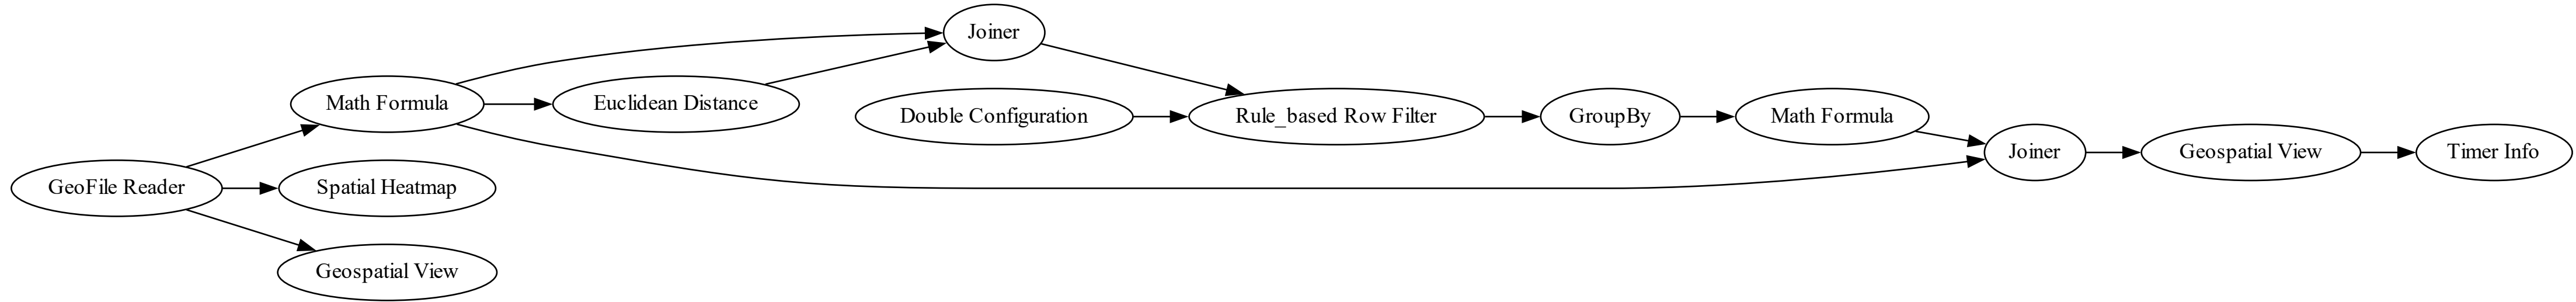 Joiner
Math Formula
Euclidean Distance
Double Configuration
Rule_based Row Filter
GroupBy
Math Formula
Joiner
Geospatial View
Timer Info
GeoFile Reader
Spatial Heatmap
Geospatial View